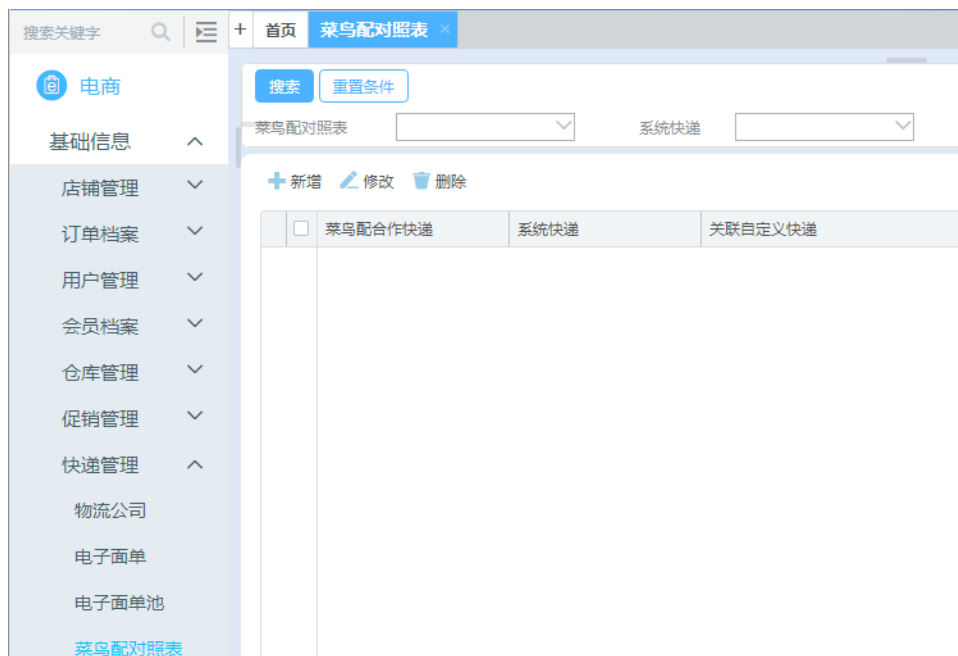 搜索关键字
+ 首页 菜鸟配对照表 ×
电商
基础信息
店铺管理
订单档案
用户管理
会员档案
仓库管理
促销管理
快递管理
物流公司
电子面单
电子面单池
菜鸟配对照表
搜索 重置条件
菜鸟配对照表 系统快递
新增 修改 删除
菜鸟配合作快递 系统快递 关联自定义快递